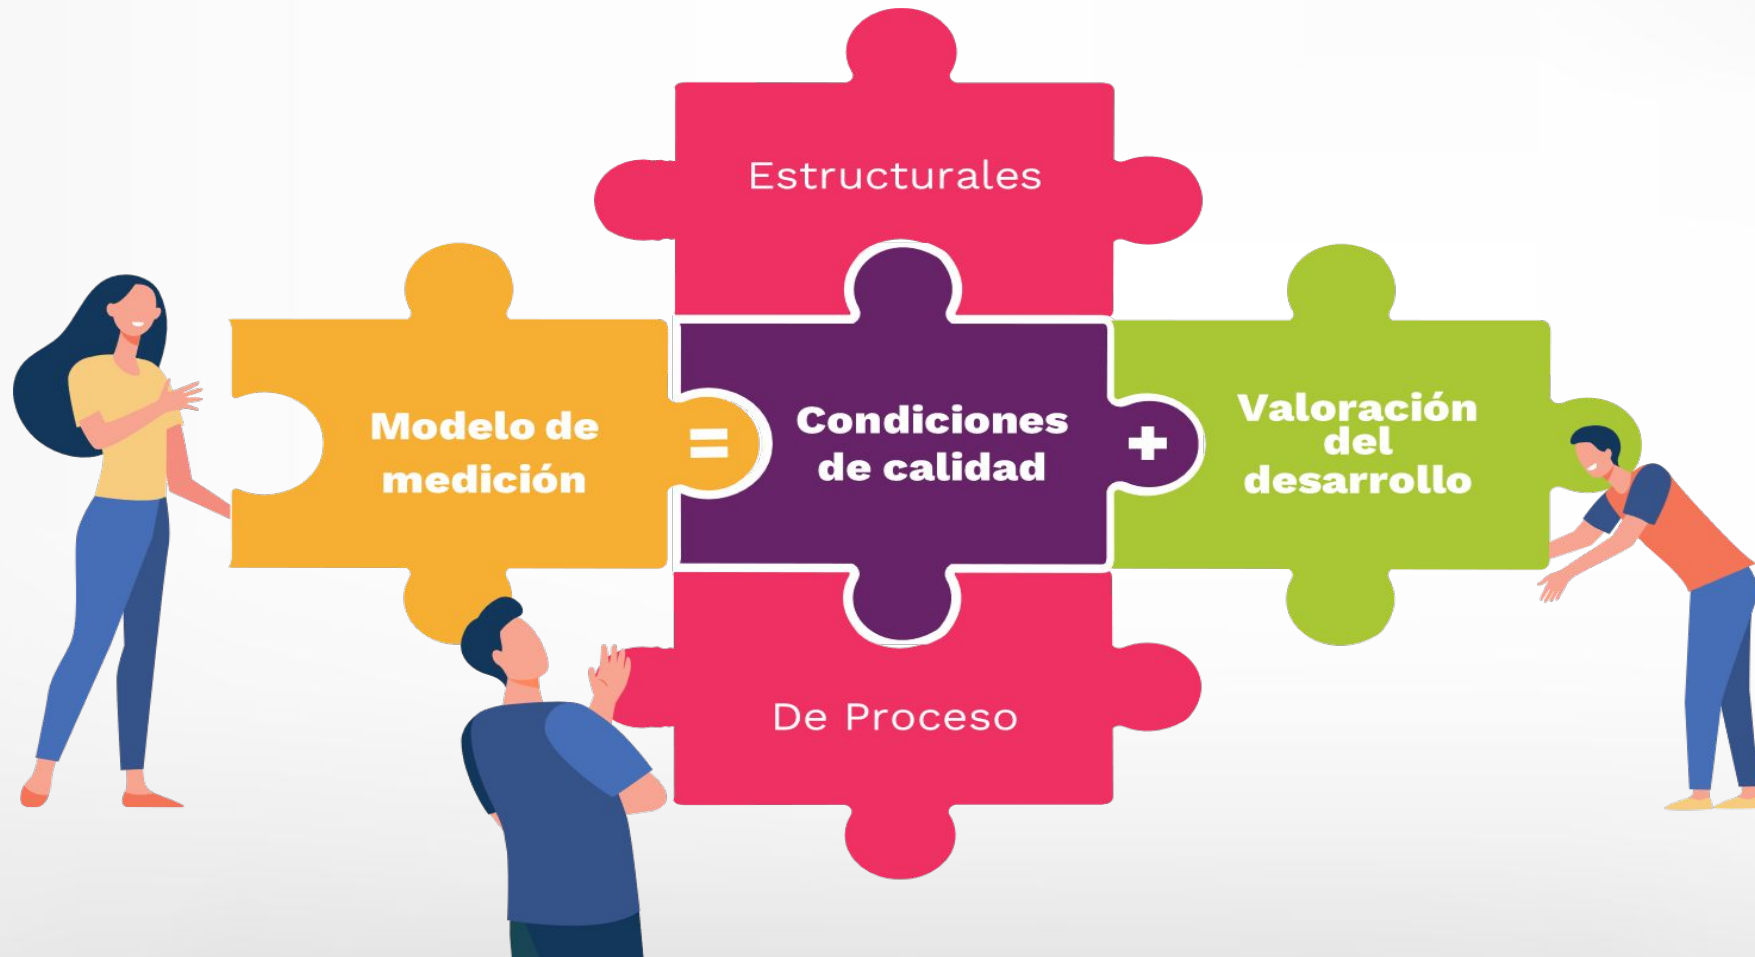 Estructurales
Modelo de
medición
=
Condiciones
de calidad
+
Valoración
del
desarrollo
De Proceso